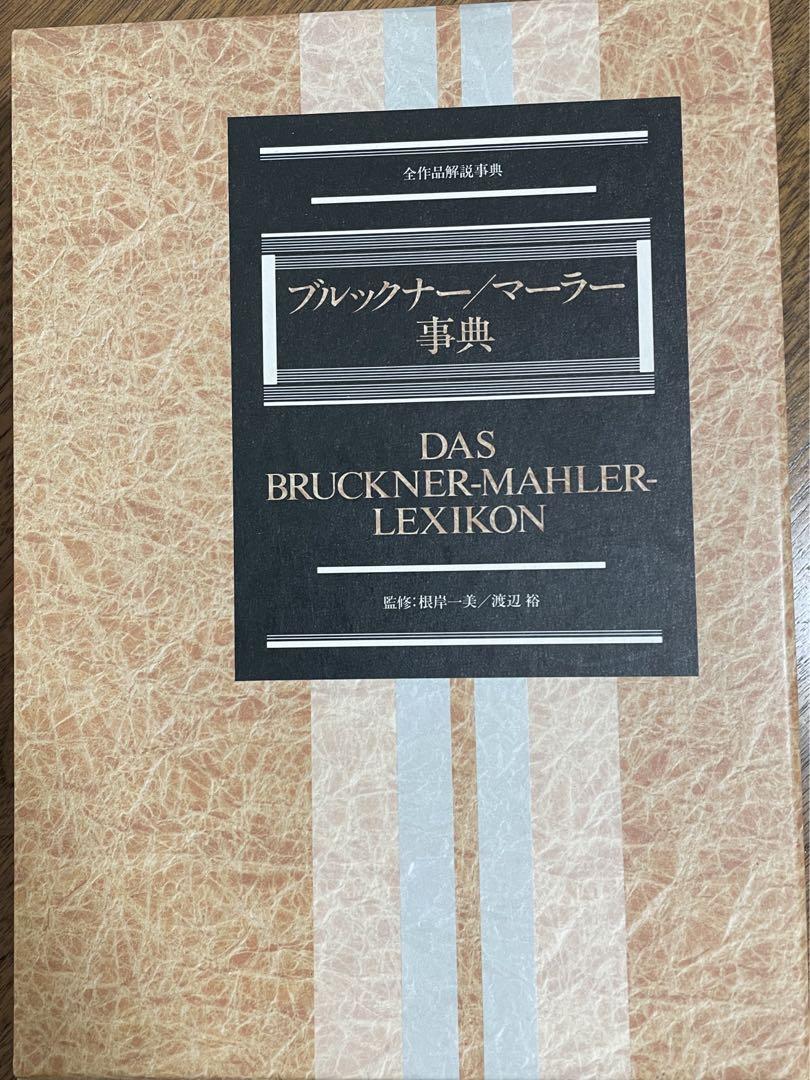 全作品解説事典
ブルックナー/マーラー
事典
DAS
BRUCKNER-MAHLER-
LEXIKON
監修:根岸一美/渡辺 裕